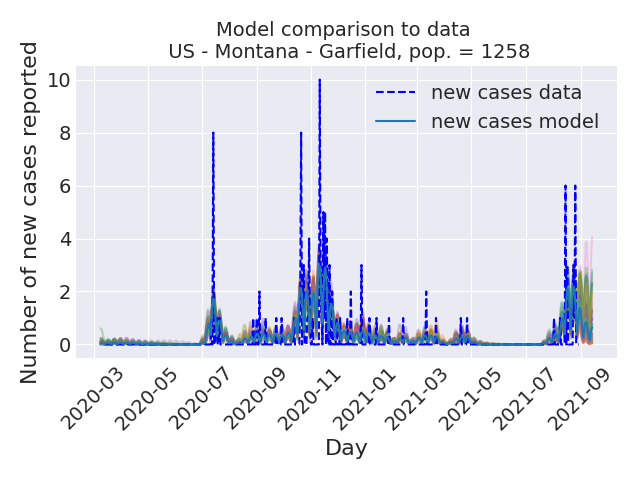 Model comparison to data
US - Montana - Garfield, pop. = 1258
Number of new cases reported
10
8
6
4
2
0
new cases data
new cases model
2020-03
2020-05
2020-07
2020-09
2020-11
2021-01
2021-03
2021-05
2021-07
2021-09
Day